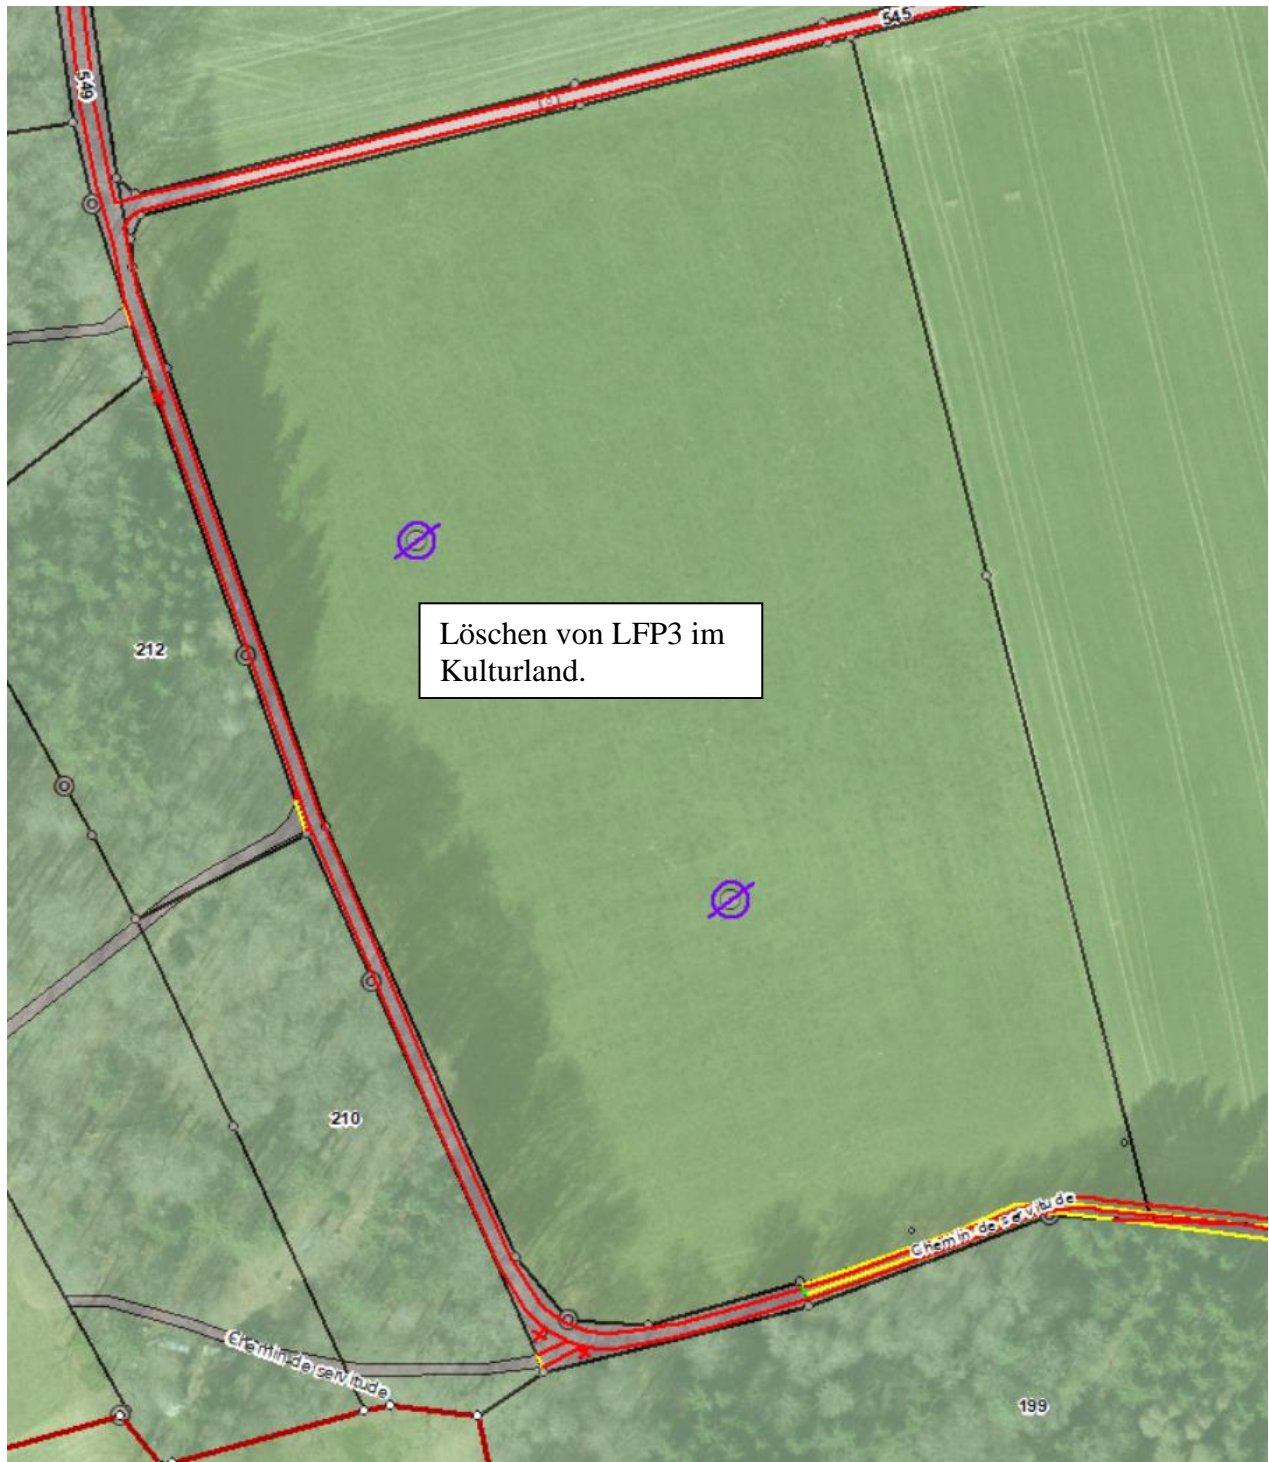 545
549
Löschen von LFP3 im
Kulturland.
212
210
Chemin de servitude
Chemin de servitude
199